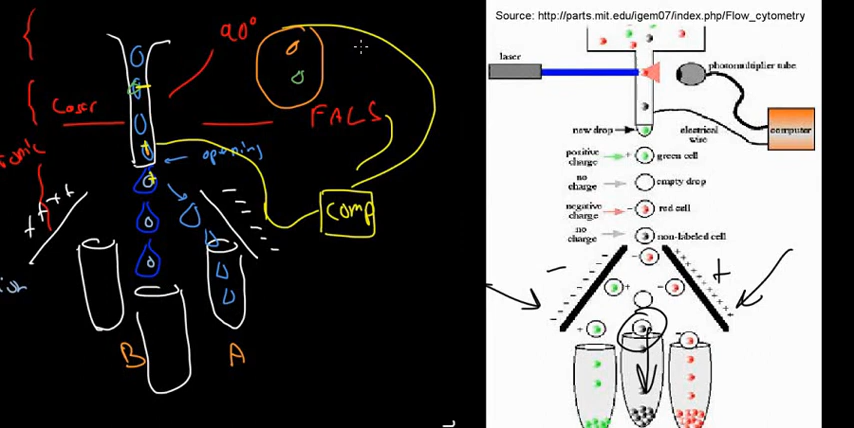 Source: http://parts.mit.edu/igem07/index.php/Flow_cytometry
90°
Laser
FALS
opening
+ + + +
comp
B
A
laser
photomultiplier tube
new drop
electrical
wire
computer
positive
charge
+
green cell
no
charge
empty drop
negative
charge
-
red cell
no
charge
non-labeled cell